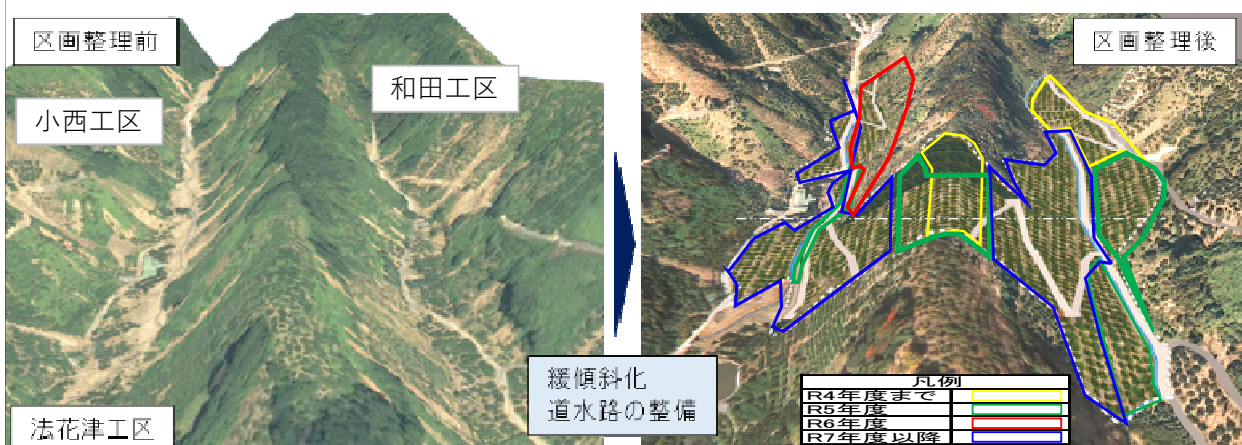 区画整理前
小西工区
和田工区
法花津工区
緩傾斜化
道水路の整備
区画整理後
凡例
R4年度まで
R5年度
R6年度
R7年度以降